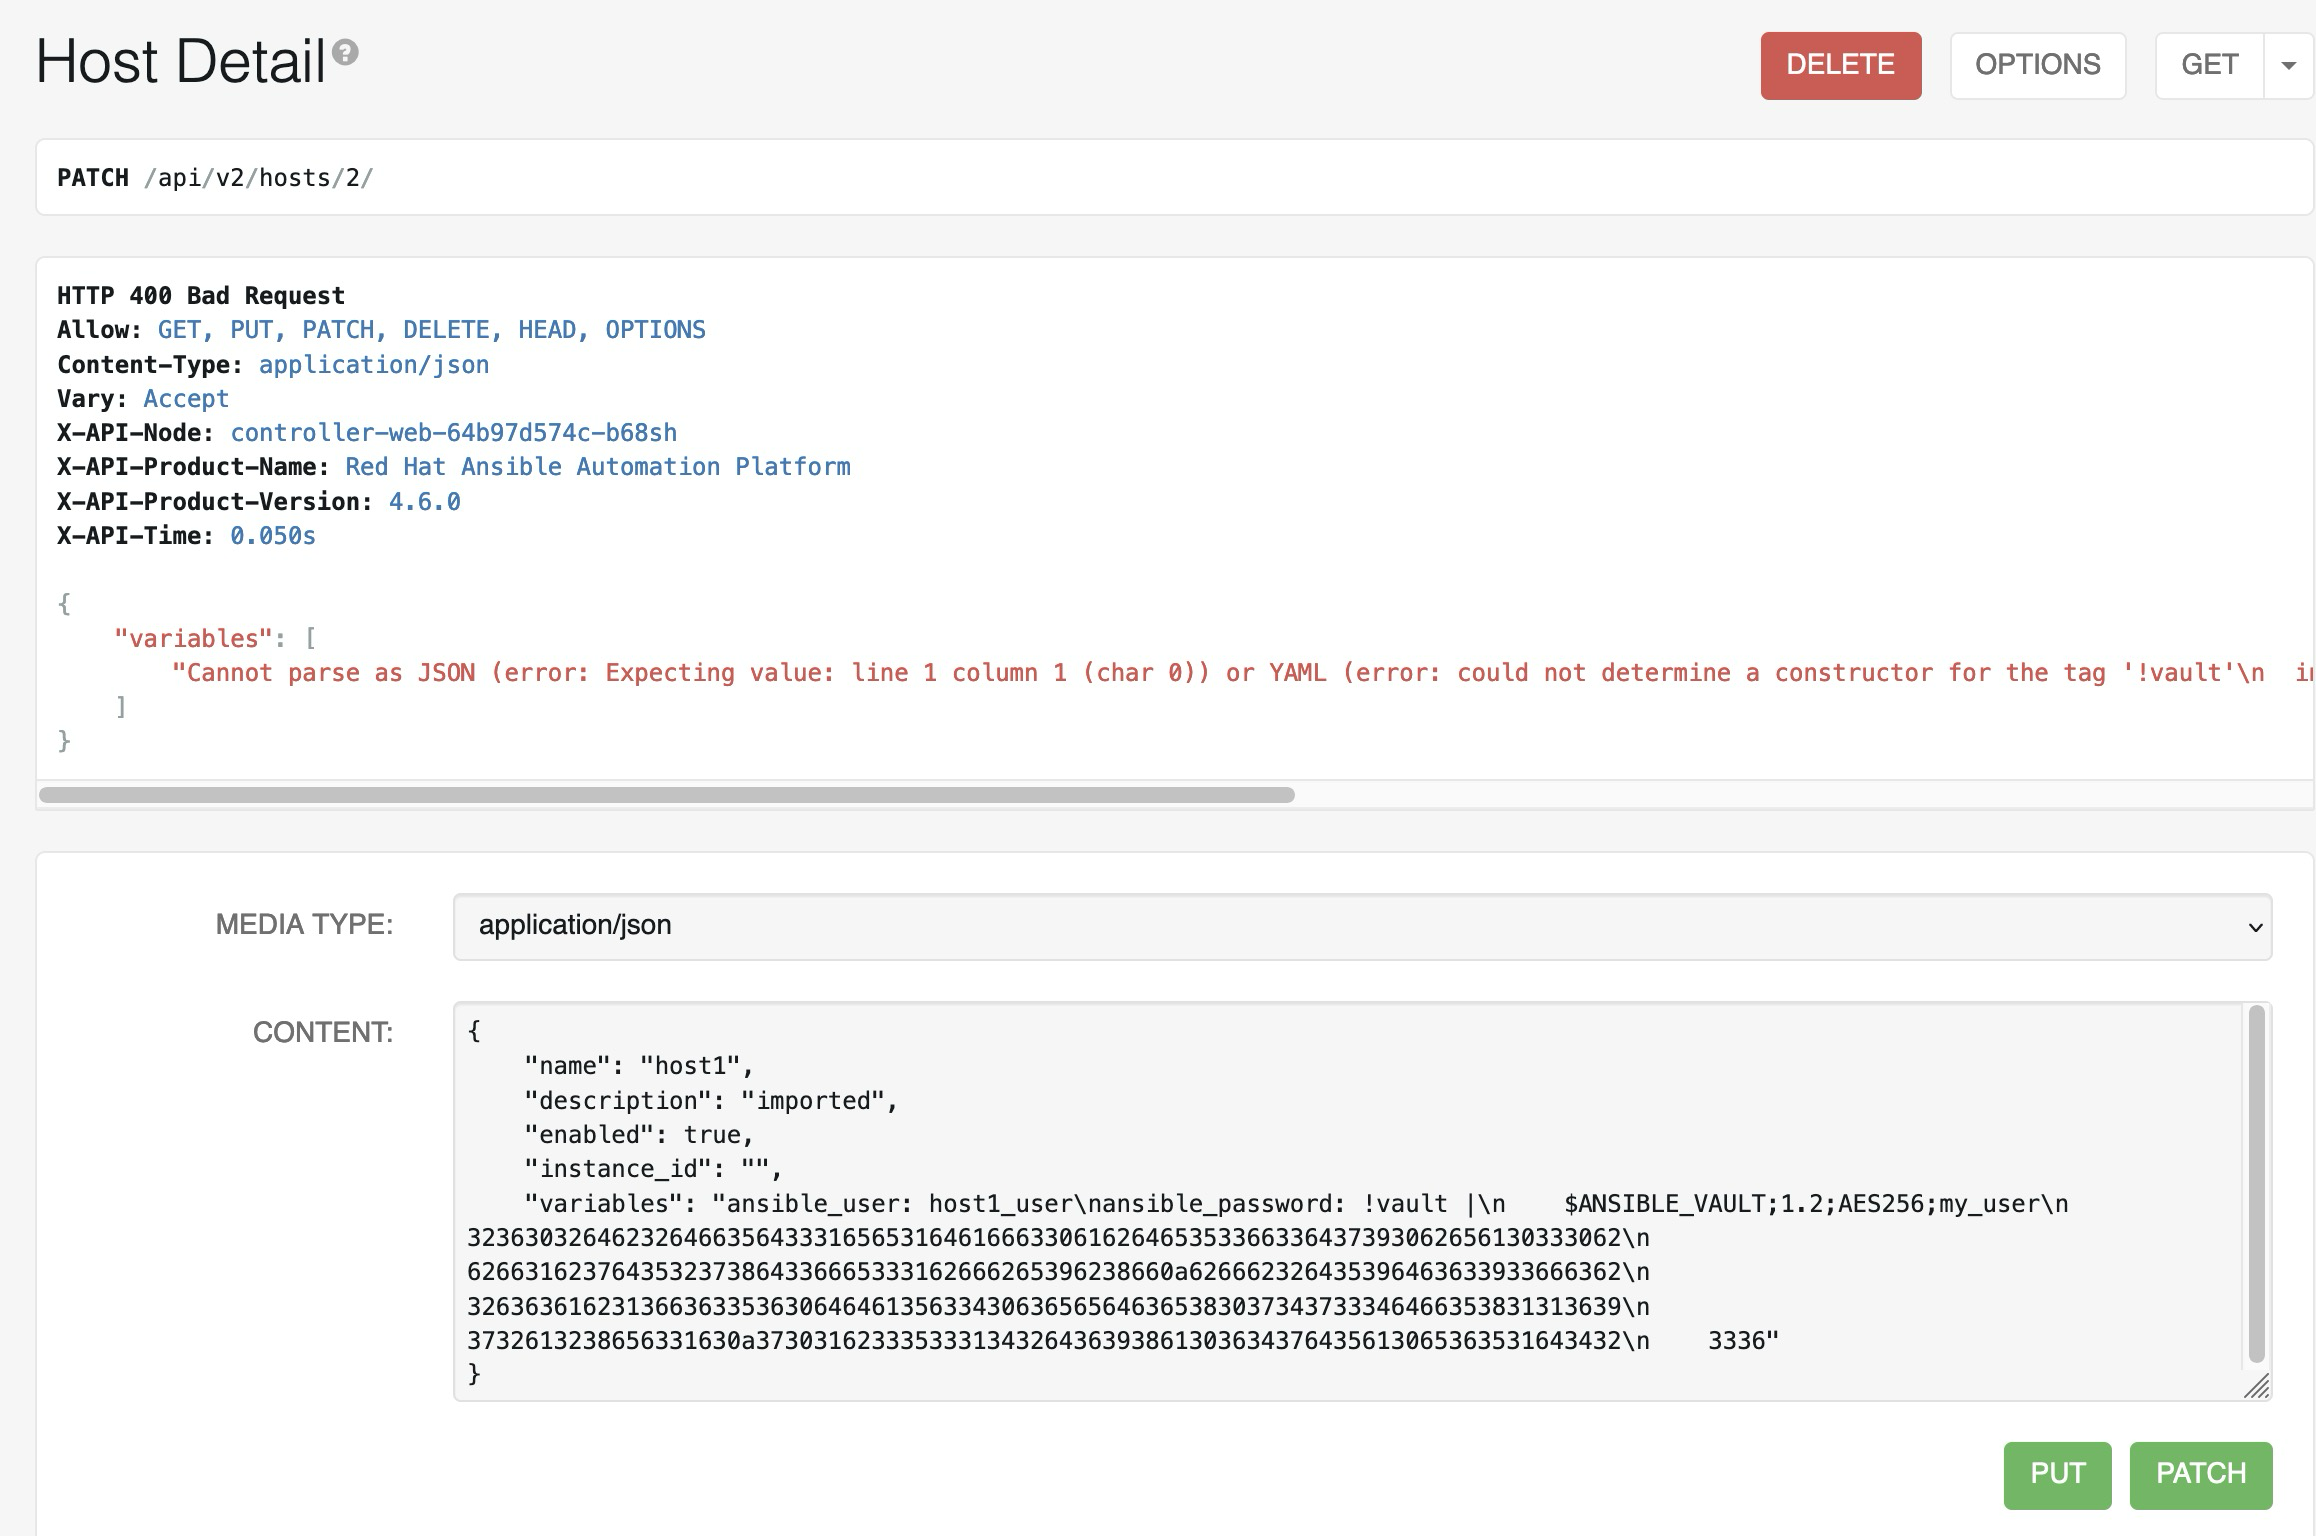 Host Detail?
DELETE OPTIONS GET
PATCH /api/v2/hosts/2/
HTTP 400 Bad Request
Allow: GET, PUT, PATCH, DELETE, HEAD, OPTIONS
Content-Type: application/json
Vary: Accept
X-API-Node: controller-web-64b97d574c-b68sh
X-API-Product-Name: Red Hat Ansible Automation Platform
X-API-Product-Version: 4.6.0
X-API-Time: 0.050s
{
"variables": [
"Cannot parse as JSON (error: Expecting value: line 1 column 1 (char 0)) or YAML (error: could not determine a constructor for the tag '!vault'\n
]
}
MEDIA TYPE: application/json
CONTENT:
{
"name": "host1",
"description": "imported",
"enabled": true,
"instance_id": "",
"variables": "ansible_user: host1_user\nansible_password: !vault |\n    $ANSIBLE_VAULT;1.2;AES256;my_user\n
32363032646232646635643331656531646166633061626465353366336437393062656130333062\n
6266316237643532373864336665333162666265396238660a626662326435396463633933666362\n
32636361623136636335363064646135633430636565646365383037343733346466353831313639\n
3732613238656331630a373031623335333134326436393861303634376435613065363531643432\n    3336"
}
PUT PATCH